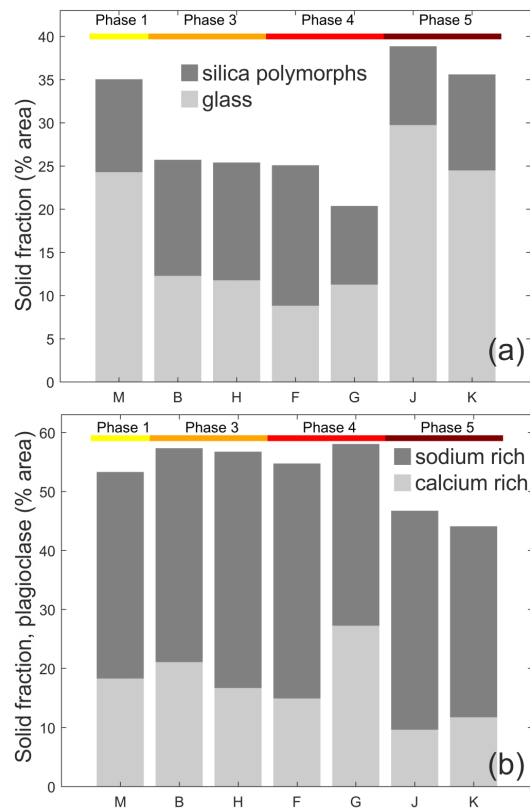 Phase 1 Phase 3 Phase 4 Phase 5
40
35
30
25
20
15
10
5
0
Solid fraction (% area)
silica polymorphs
glass
(a)
M B H F G J K
Phase 1 Phase 3 Phase 4 Phase 5
60
50
40
30
20
10
0
Solid fraction, plagioclase (% area)
sodium rich
calcium rich
(b)
M B H F G J K